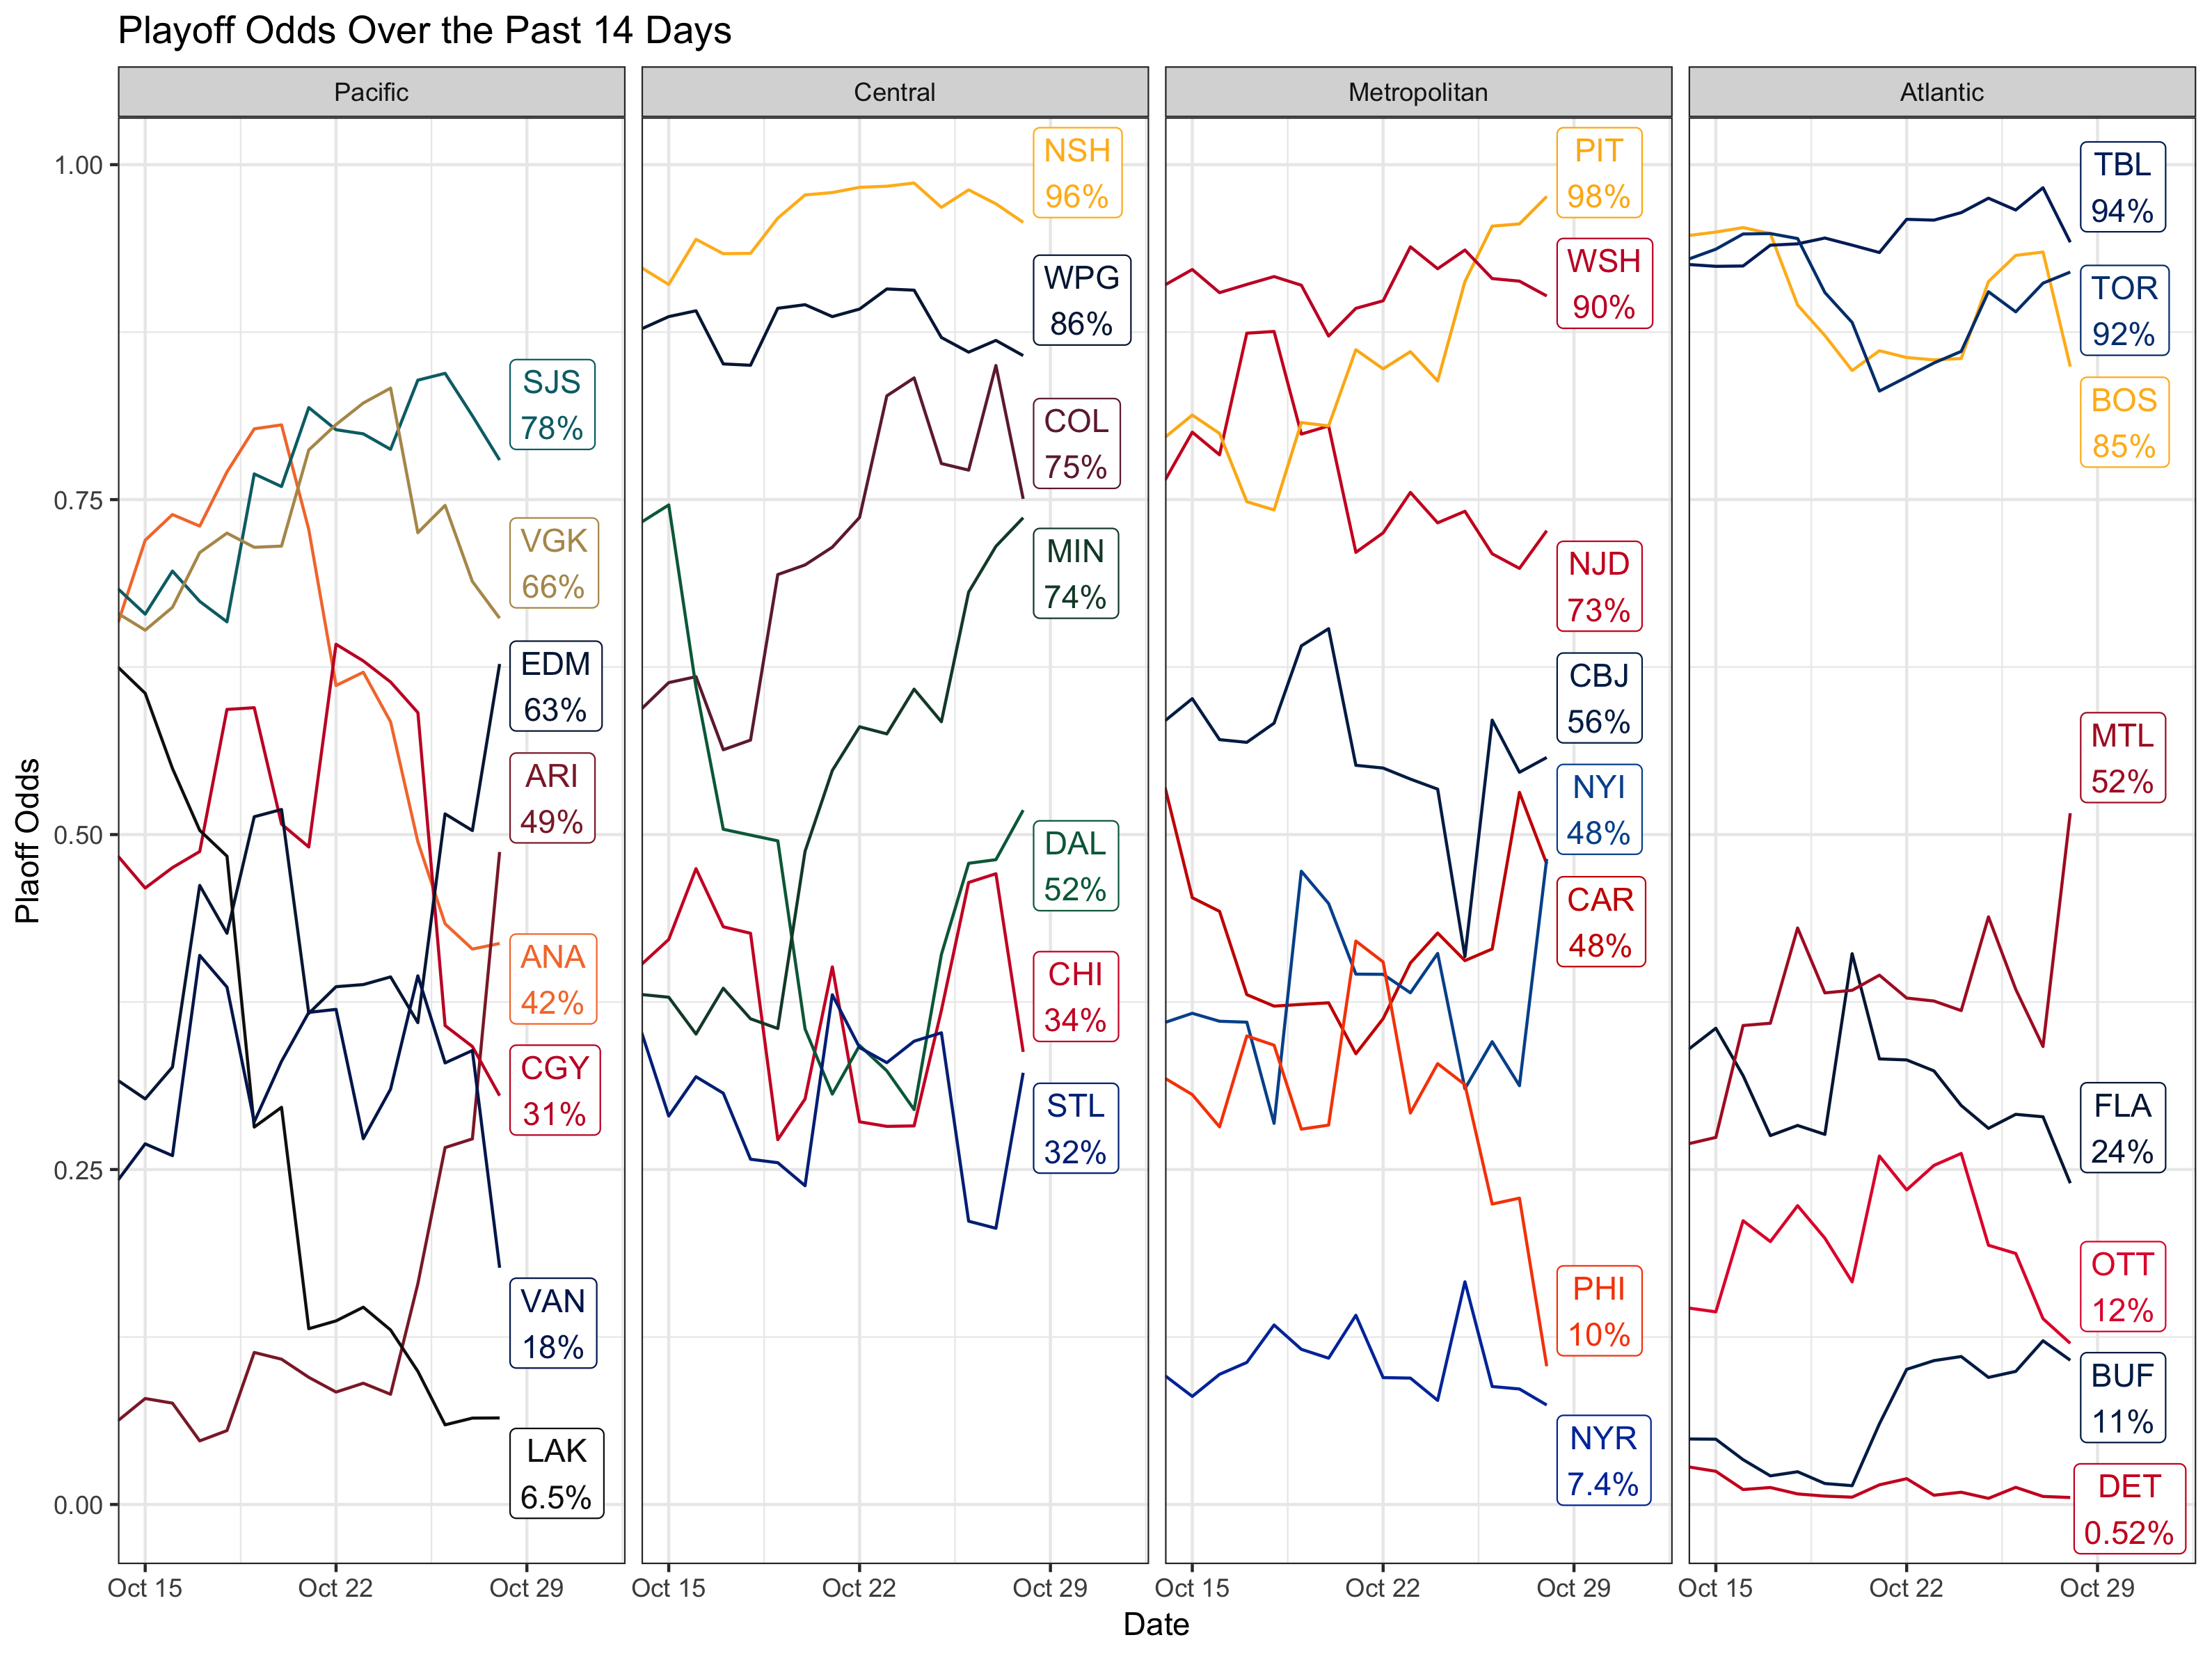 Playoff Odds Over the Past 14 Days
Pacific
Central
Metropolitan
Atlantic
Plaoff Odds
1.00
0.75
0.50
0.25
0.00
SJS
78%
VGK
66%
EDM
63%
ARI
49%
ANA
42%
CGY
31%
VAN
18%
LAK
6.5%
NSH
96%
WPG
86%
COL
75%
MIN
74%
DAL
52%
CHI
34%
STL
32%
PIT
98%
WSH
90%
NJD
73%
CBJ
56%
NYI
48%
CAR
48%
PHI
10%
NYR
7.4%
TBL
94%
TOR
92%
BOS
85%
MTL
52%
FLA
24%
OTT
12%
BUF
11%
DET
0.52%
Oct 15 Oct 22 Oct 29
Oct 15 Oct 22 Oct 29
Oct 15 Oct 22 Oct 29
Oct 15 Oct 22 Oct 29
Date